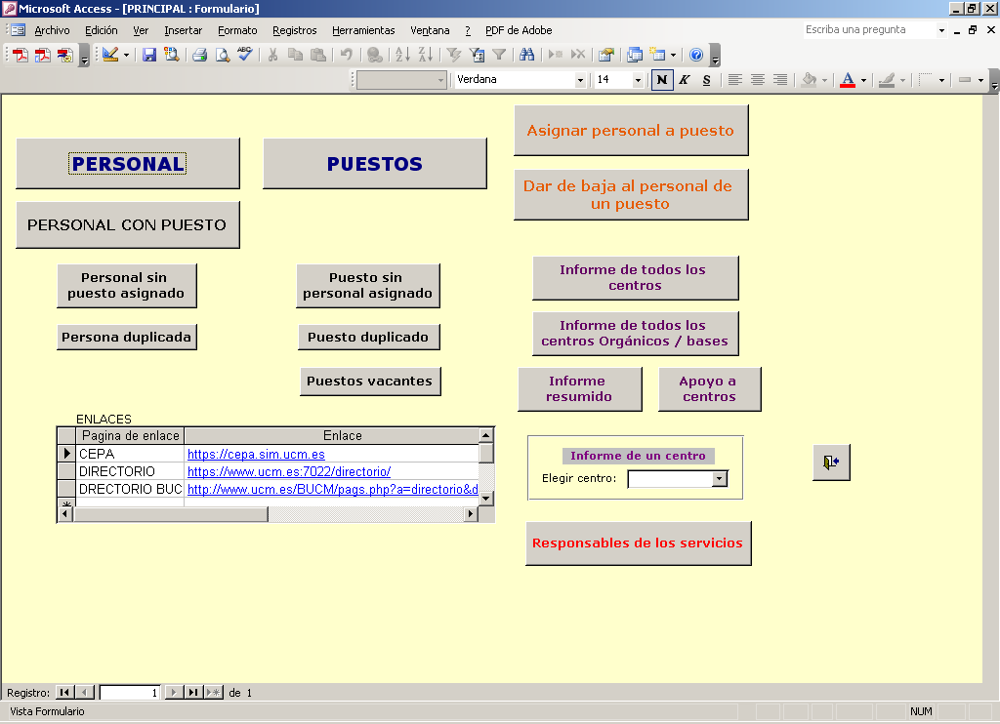 Microsoft Access - [PRINCIPAL : Formulario]
Archivo Edición Ver Insertar Formato Registros Herramientas Ventana ? PDF de Adobe Escriba una pregunta
Verdana 14 N K S
PERSONAL
PUESTOS
Asignar personal a puesto
Dar de baja al personal de
un puesto
PERSONAL CON PUESTO
Personal sin
puesto asignado
Puesto sin
personal asignado
Informe de todos los
centros
Persona duplicada
Puesto duplicado
Informe de todos los
centros Orgánicos / bases
Puestos vacantes
Informe
resumido
Apoyo a
centros
ENLACES
Pagina de enlace Enlace
CEPA https://cepa.sim.ucm.es
DIRECTORIO https://www.ucm.es:7022/directorio/
DRECTORIO BUC http://www.ucm.es/BUCM/pags.php?a=directorio&d
Informe de un centro
Elegir centro:
Responsables de los servicios
Registro: 1 de 1
Vista Formulario NUM